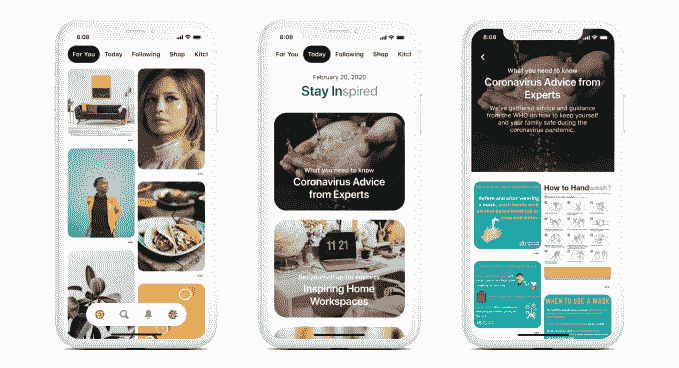 8:08
For You Today Following Shop Kitcl
8:08
For You Today Following Shop Kitcl
February 20, 2020
Stay Inspired
What you need to know
Coronavirus Advice
from Experts
11 21
Set yourself up for success
Inspiring Home
Workspaces
8:08
What you need to know
Coronavirus Advice from
Experts
We've gathered advice and guidance
from the WHO on how to keep yourself
and your family safe during the
coronavirus pandemic.
Before and after wearing
a mask, wash hands with
alcohol-based hand rub or
soap and water
How to Handwash?
WHEN TO USE A MASK